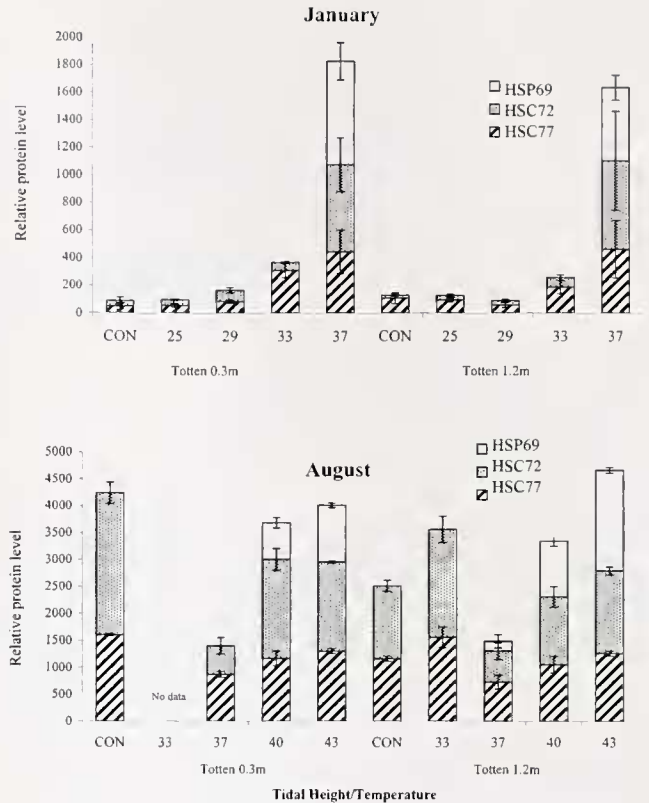 January
2000
1800
1600
1400
1200
1000
800
600
400
200
0
Relative protein level
HSP69
HSC72
HSC77
CON 25 29 33 37 CON 25 29 33 37
Totten 0.3m Totten 1.2m
August
5000
4500
4000
3500
3000
2500
2000
1500
1000
500
0
Relative protein level
HSP69
HSC72
HSC77
No data
CON 33 37 40 43 CON 33 37 40 43
Totten 0.3m Totten 1.2m
Tidal Height/Temperature